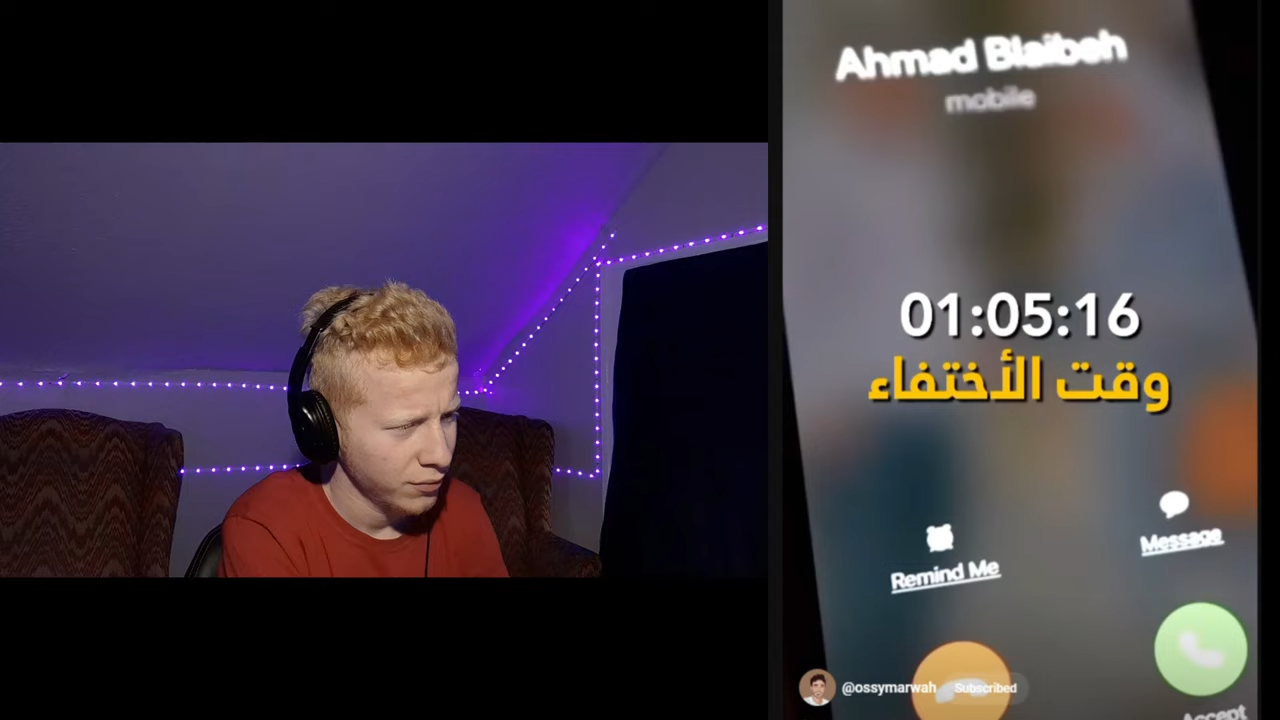 Ahmad Blaibeh
mobile
01:05:16
وقت الأختفاء
Message
Remind Me
@ossymarwah Subscribed
Accept